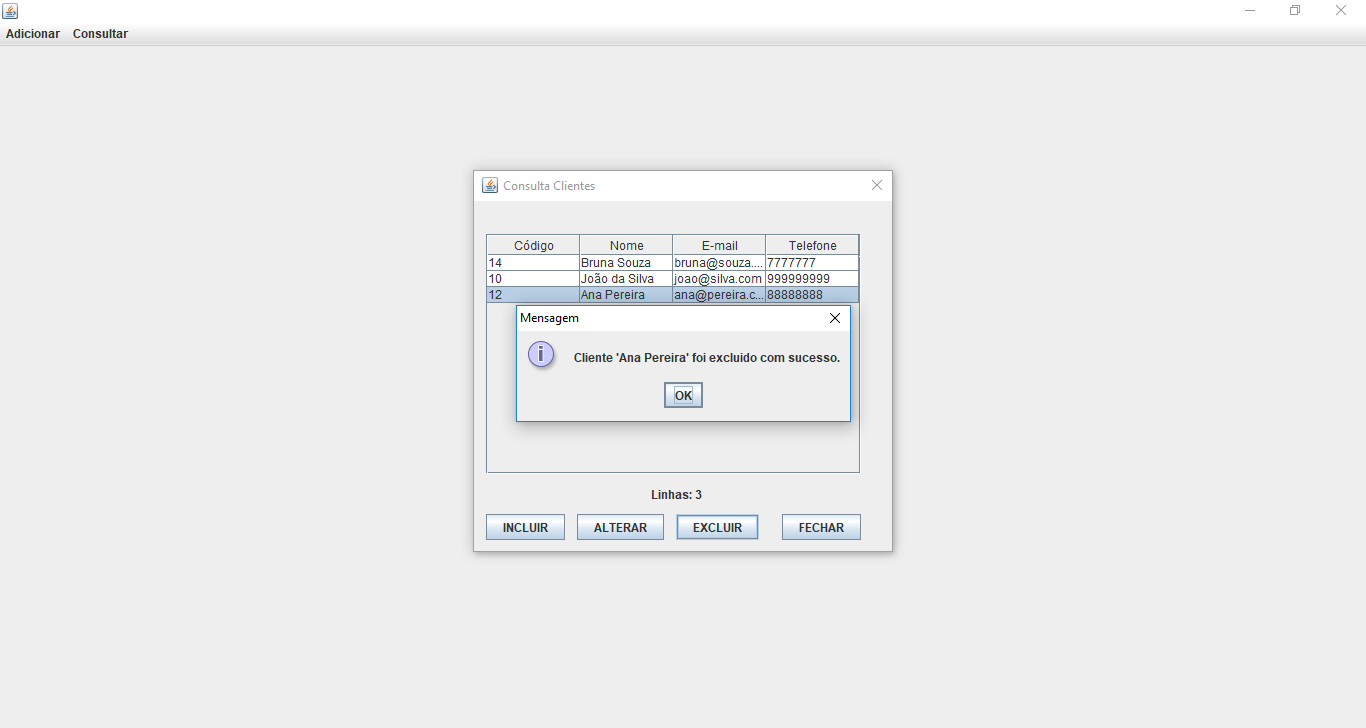 Adicionar Consultar
Consulta Clientes
Código Nome E-mail Telefone
14 Bruna Souza bruna@souza.... 7777777
10 João da Silva joao@silva.com 999999999
12 Ana Pereira ana@pereira.c... 88888888
Mensagem
Cliente 'Ana Pereira' foi excluido com sucesso.
OK
Linhas: 3
INCLUIR ALTERAR EXCLUIR FECHAR